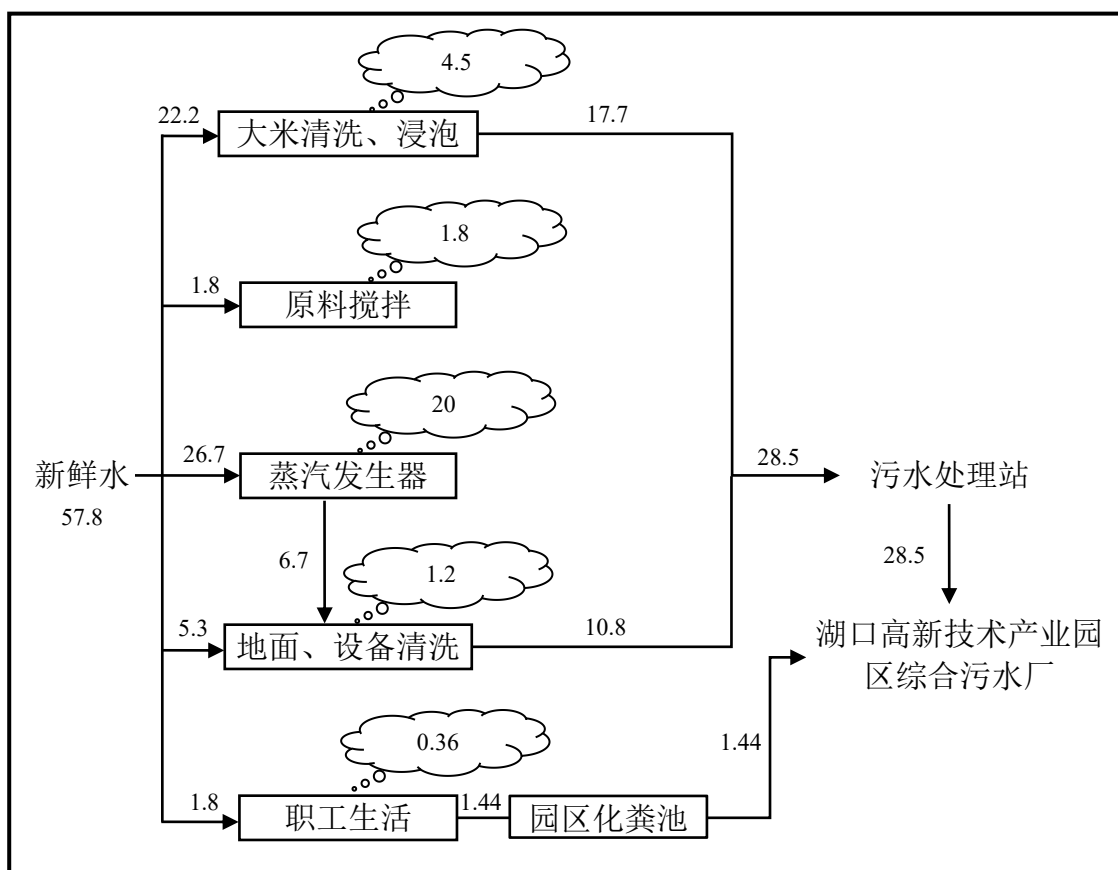 4.5
22.2
大米清洗、浸泡
17.7
1.8
1.8
原料搅拌
20
新鲜水
57.8
26.7
蒸汽发生器
28.5
污水处理站
6.7
28.5
1.2
5.3
地面、设备清洗
10.8
湖口高新技术产业园
区综合污水厂
0.36
1.8
职工生活
1.44
园区化粪池
1.44